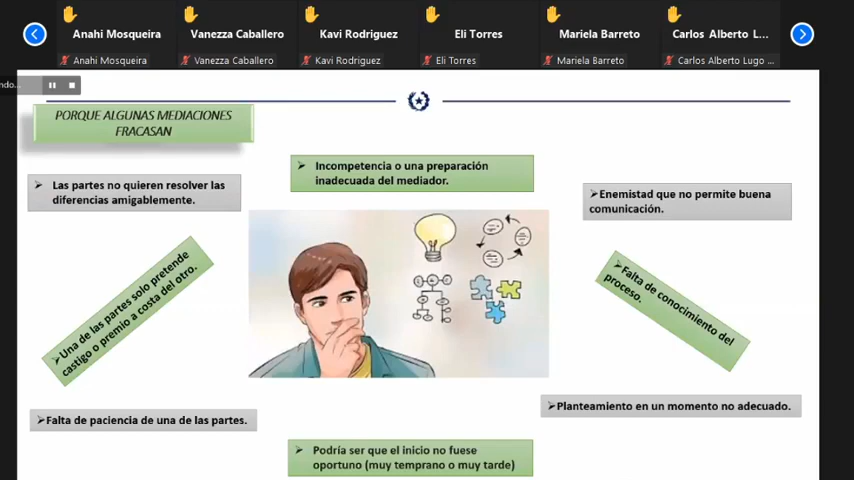 Anahi Mosqueira
Vanezza Caballero
Kavi Rodriguez
Eli Torres
Mariela Barreto
Carlos Alberto L...
Anahi Mosqueira
Vanezza Caballero
Kavi Rodriguez
Eli Torres
Mariela Barreto
Carlos Alberto Lugo ...
ndo...
PORQUE ALGUNAS MEDIACIONES
FRACASAN
➢ Incompetencia o una preparación
inadecuada del mediador.
➢ Las partes no quieren resolver las
diferencias amigablemente.
➢Enemistad que no permite buena
comunicación.
➢Una de las partes solo pretende
castigo o premio a costa del otro.
➢Falta de conocimiento del
proceso.
➢Falta de paciencia de una de las partes.
➢Planteamiento en un momento no adecuado.
➢ Podría ser que el inicio no fuese
oportuno (muy temprano o muy tarde)